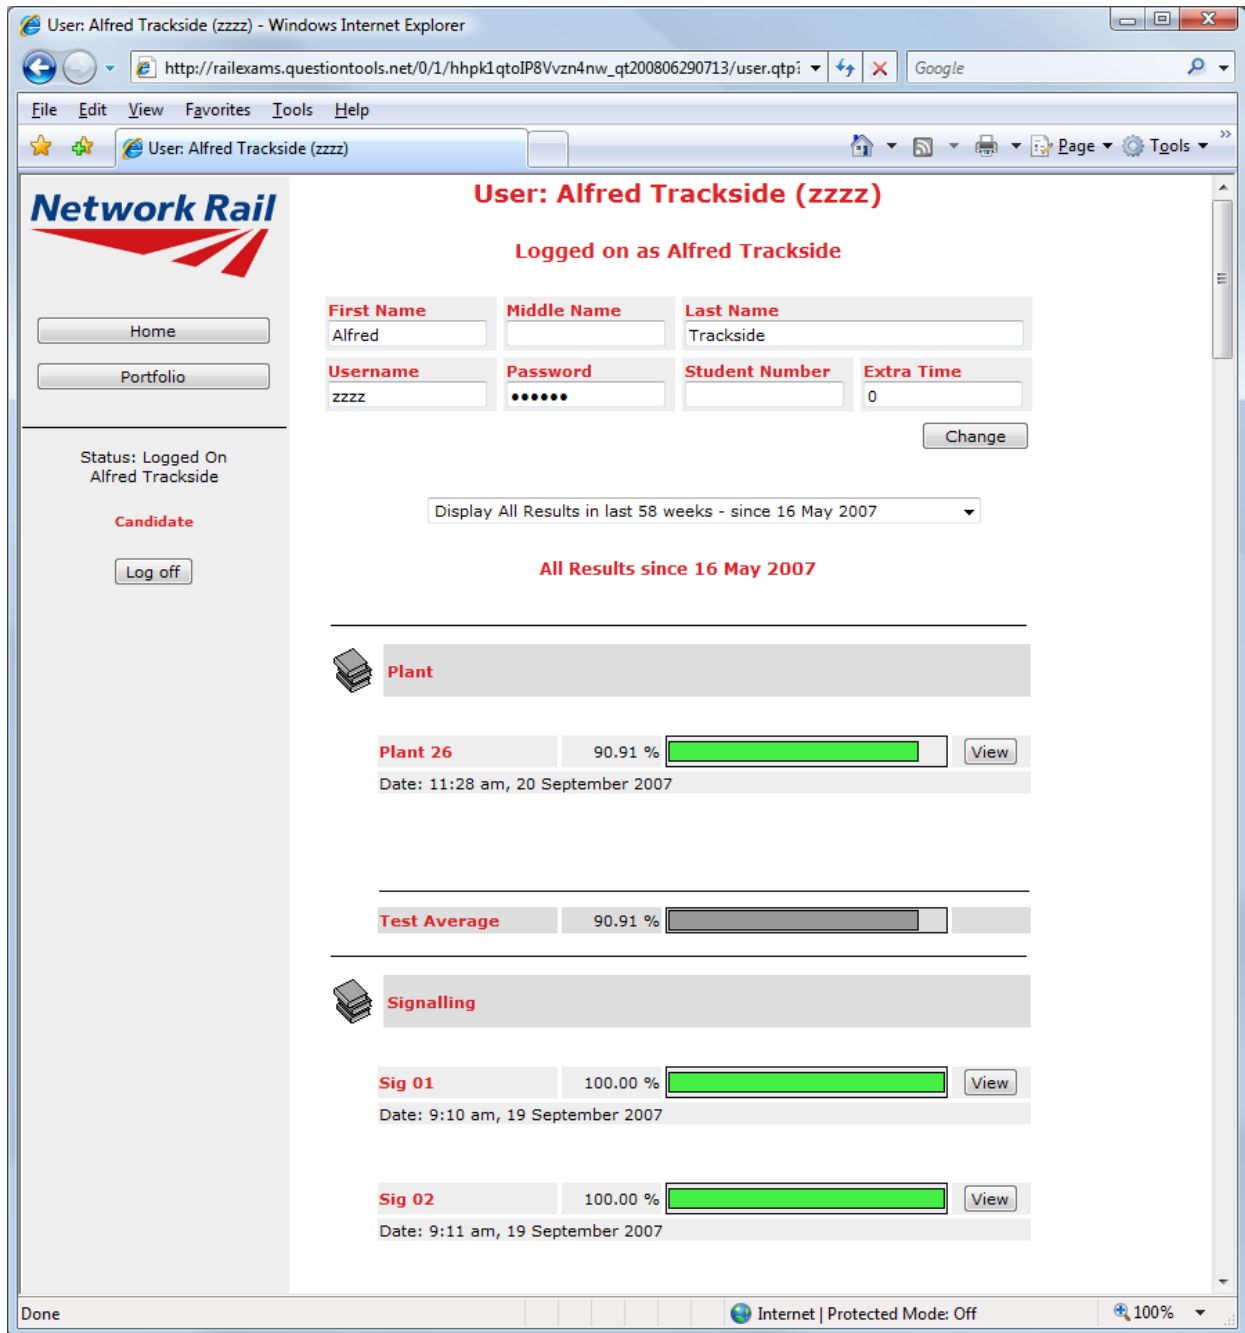 User: Alfred Trackside (zzzz) - Windows Internet Explorer
http://railexams.questiontools.net/0/1/hhpk1qtoIP8Vvzn4nw_qt200806290713/user.qtp?
Google
File Edit View Favorites Tools Help
User: Alfred Trackside (zzzz)
Page Tools
Network Rail
Home
Portfolio
Status: Logged On
Alfred Trackside
Candidate
Log off
User: Alfred Trackside (zzzz)
Logged on as Alfred Trackside
First Name Middle Name Last Name
Alfred Trackside
Username Password Student Number Extra Time
zzzz •••••• 0
Change
Display All Results in last 58 weeks - since 16 May 2007
All Results since 16 May 2007
Plant
Plant 26 90.91 % View
Date: 11:28 am, 20 September 2007
Test Average 90.91 %
Signalling
Sig 01 100.00 % View
Date: 9:10 am, 19 September 2007
Sig 02 100.00 % View
Date: 9:11 am, 19 September 2007
Done Internet | Protected Mode: Off 100%